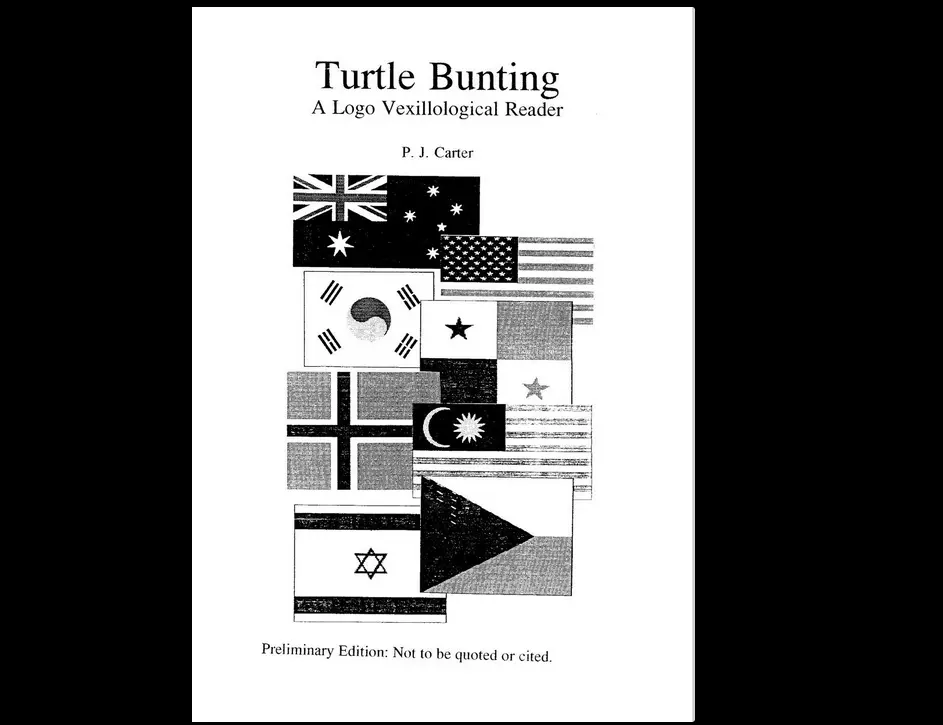 Turtle Bunting
A Logo Vexillological Reader
P. J. Carter
Preliminary Edition: Not to be quoted or cited.